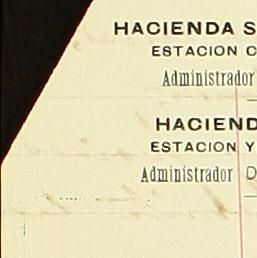 HACIENDA S
ESTACION C
Administrador
HACIEND
ESTACION Y
Administrador D